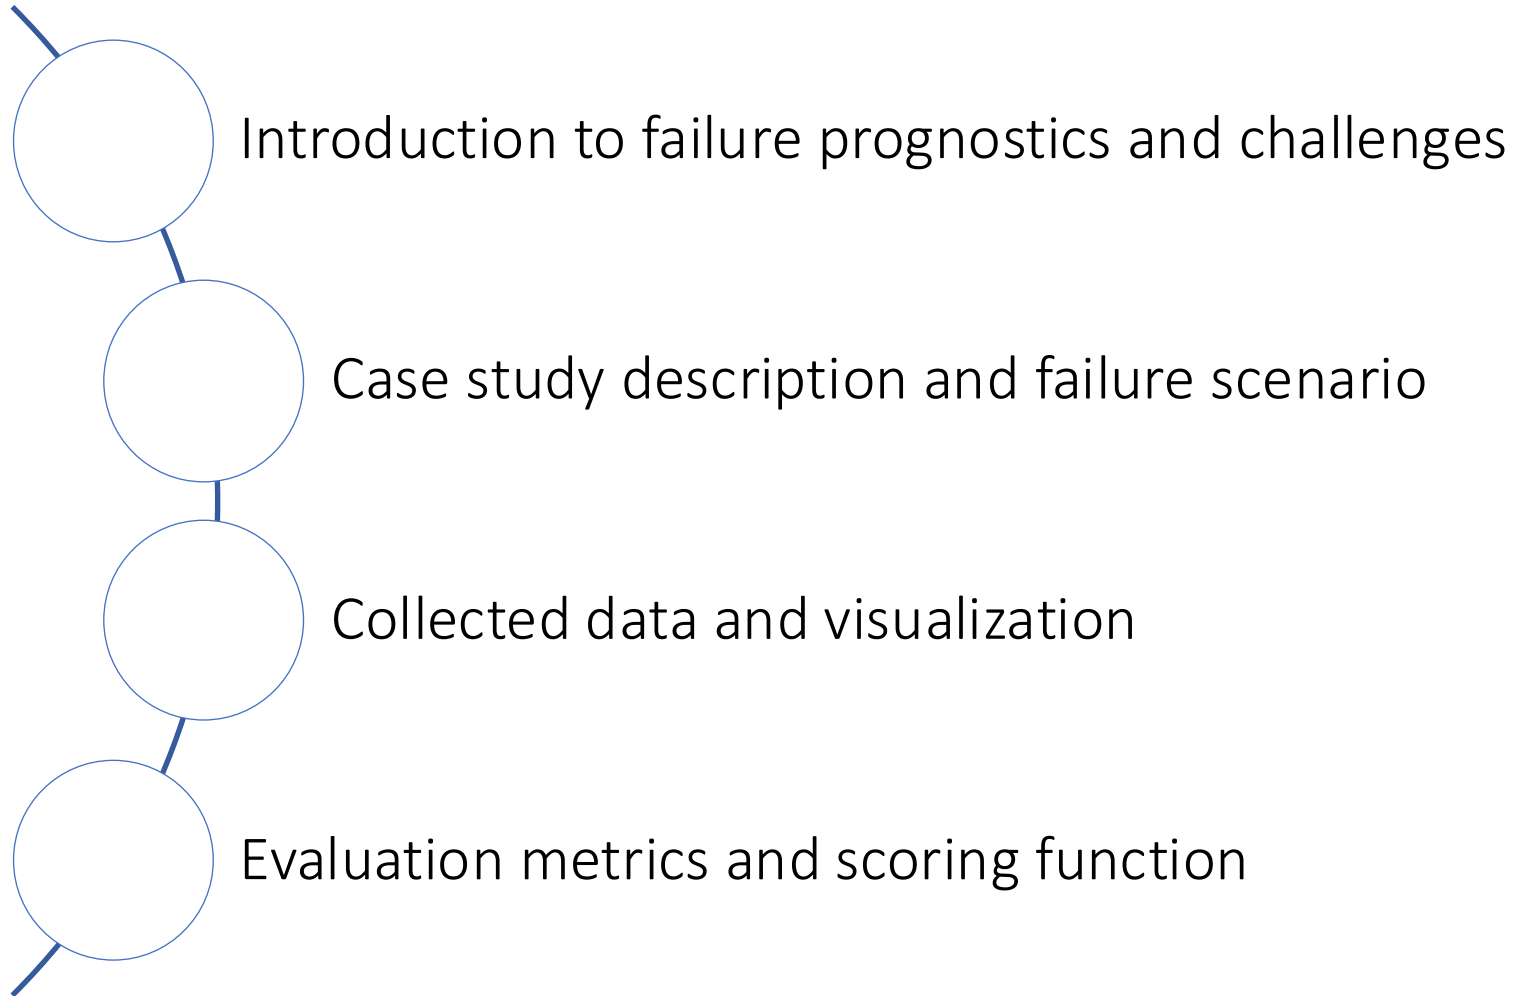 Introduction to failure prognostics and challenges
Case study description and failure scenario
Collected data and visualization
Evaluation metrics and scoring function